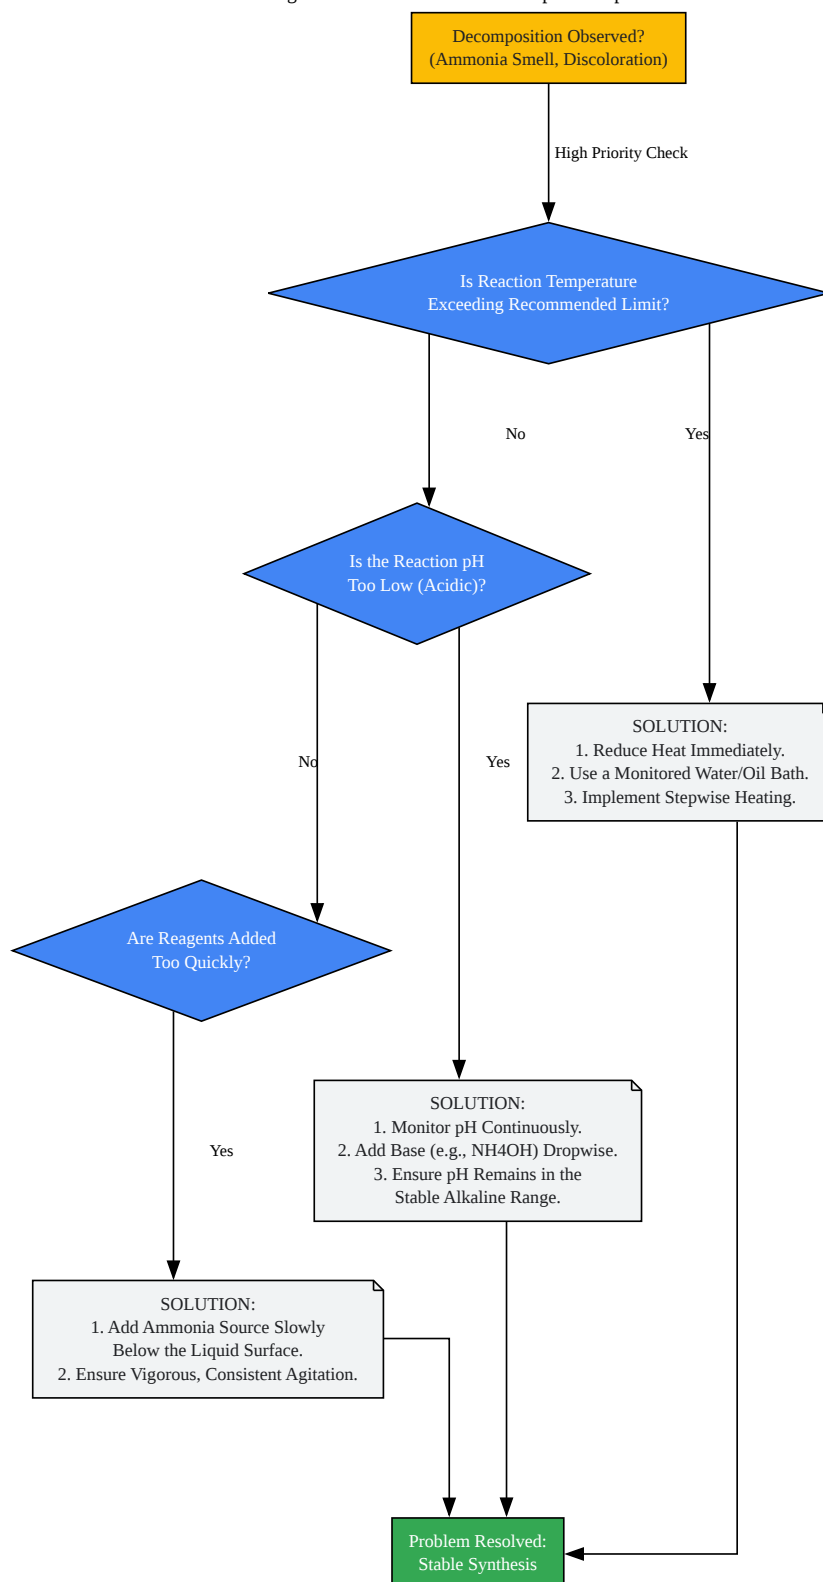 Decomposition Observed?
(Ammonia Smell, Discoloration)
High Priority Check
Is Reaction Temperature
Exceeding Recommended Limit?
No
Yes
Is the Reaction pH
Too Low (Acidic)?
SOLUTION:
1. Reduce Heat Immediately.
2. Use a Monitored Water/Oil Bath.
3. Implement Stepwise Heating.
No
Yes
Are Reagents Added
Too Quickly?
SOLUTION:
1. Monitor pH Continuously.
2. Add Base (e.g., NH4OH) Dropwise.
3. Ensure pH Remains in the
Stable Alkaline Range.
Yes
SOLUTION:
1. Add Ammonia Source Slowly
Below the Liquid Surface.
2. Ensure Vigorous, Consistent Agitation.
Problem Resolved:
Stable Synthesis